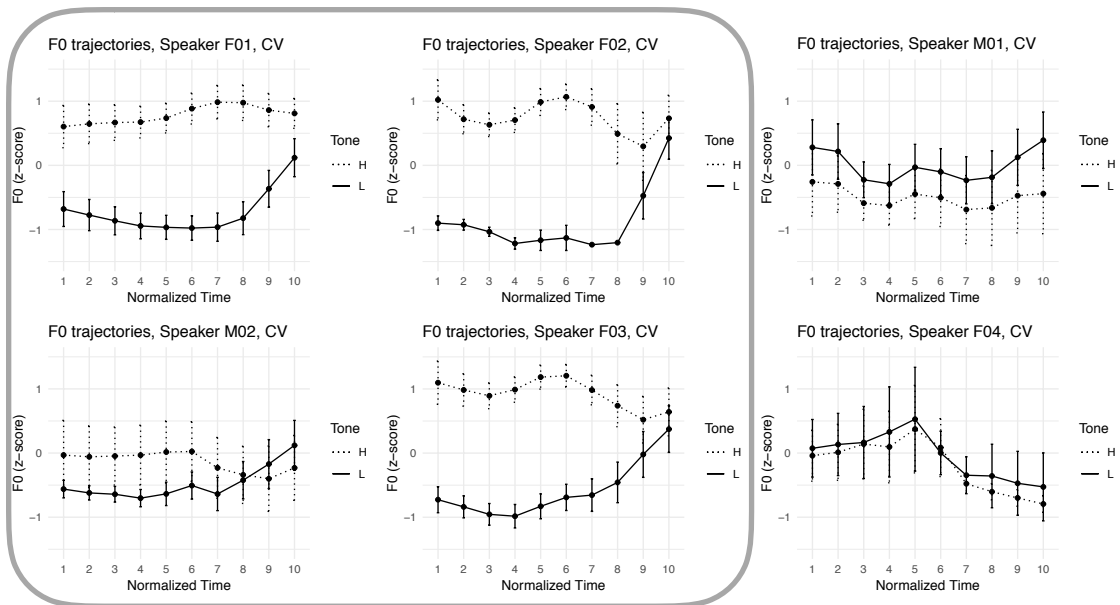 F0 trajectories, Speaker F01, CV
F0 (z−score)
1
0
−1
1 2 3 4 5 6 7 8 9 10
Normalized Time
Tone
H
L
F0 trajectories, Speaker F02, CV
F0 (z−score)
1
0
−1
1 2 3 4 5 6 7 8 9 10
Normalized Time
Tone
H
L
F0 trajectories, Speaker M01, CV
F0 (z−score)
1
0
−1
1 2 3 4 5 6 7 8 9 10
Normalized Time
Tone
H
L
F0 trajectories, Speaker M02, CV
F0 (z−score)
1
0
−1
1 2 3 4 5 6 7 8 9 10
Normalized Time
Tone
H
L
F0 trajectories, Speaker F03, CV
F0 (z−score)
1
0
−1
1 2 3 4 5 6 7 8 9 10
Normalized Time
Tone
H
L
F0 trajectories, Speaker F04, CV
F0 (z−score)
1
0
−1
1 2 3 4 5 6 7 8 9 10
Normalized Time
Tone
H
L